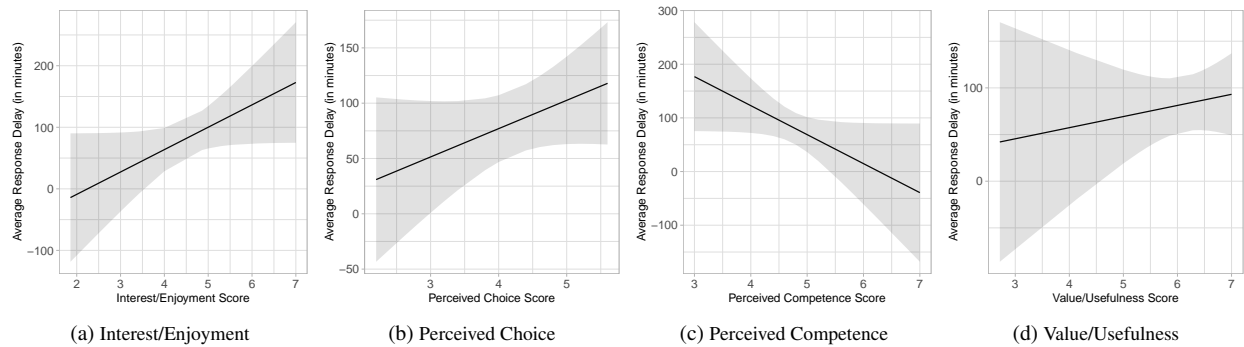 Average Response Delay (in minutes)
200
100
0
−100
2 3 4 5 6 7
Interest/Enjoyment Score
(a) Interest/Enjoyment
Average Response Delay (in minutes)
150
100
50
0
−50
3 4 5
Perceived Choice Score
(b) Perceived Choice
Average Response Delay (in minutes)
300
200
100
0
−100
3 4 5 6 7
Perceived Competence Score
(c) Perceived Competence
Average Response Delay (in minutes)
100
0
3 4 5 6 7
Value/Usefulness Score
(d) Value/Usefulness